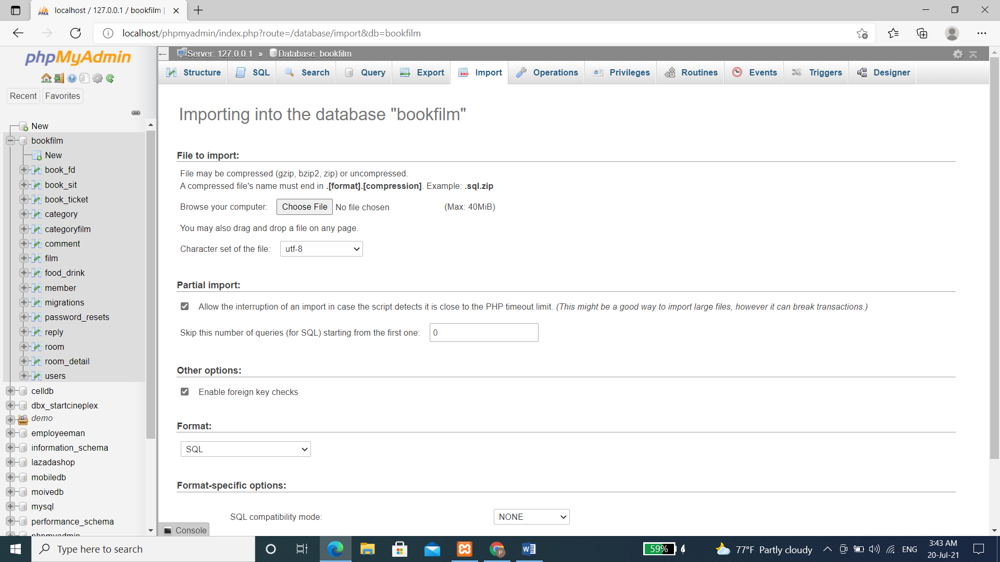 localhost / 127.0.0.1 / bookfilm |
localhost/phpmyadmin/index.php?route=/database/import&db=bookfilm
phpMyAdmin
Recent
Favorites
New
bookfilm
New
book_fd
book_sit
book_ticket
category
categoryfilm
comment
film
food_drink
member
migrations
password_resets
reply
room
room_detail
users
celldb
dbx_startcineplex
demo
employeeman
information_schema
lazadashop
mobiledb
moivedb
mysql
performance_schema
phpmyadmin
Server: 127.0.0.1 » Database: bookfilm
Structure SQL Search Query Export Import Operations Privileges Routines Events Triggers Designer
Importing into the database "bookfilm"
File to import:
File may be compressed (gzip, bzip2, zip) or uncompressed.
A compressed file's name must end in .[format].[compression]. Example: .sql.zip
Browse your computer: Choose File No file chosen (Max: 40MiB)
You may also drag and drop a file on any page.
Character set of the file: utf-8
Partial import:
Allow the interruption of an import in case the script detects it is close to the PHP timeout limit. (This might be a good way to import large files, however it can break transactions.)
Skip this number of queries (for SQL) starting from the first one: 0
Other options:
Enable foreign key checks
Format:
SQL
Format-specific options:
SQL compatibility mode: NONE
Console
Type here to search
59%
77°F Partly cloudy
ENG
3:43 AM
20-Jul-21